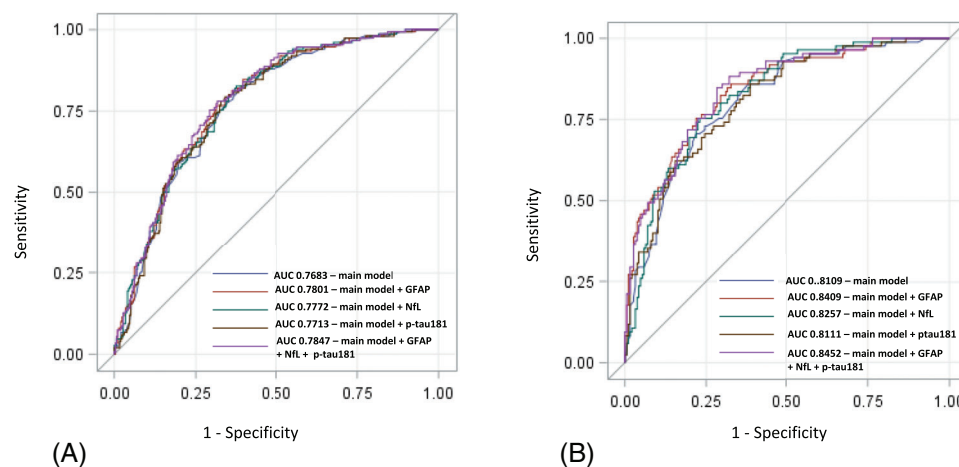 1.00
0.75
0.50
0.25
0.00
Sensitivity
AUC 0.7683 – main model
AUC 0.7801 – main model + GFAP
AUC 0.7772 – main model + NfL
AUC 0.7713 – main model + p-tau181
AUC 0.7847 – main model + GFAP
+ NfL + p-tau181
0.00 0.25 0.50 0.75 1.00
1 - Specificity
(A)
1.00
0.75
0.50
0.25
0.00
Sensitivity
AUC 0..8109 – main model
AUC 0.8409 – main model + GFAP
AUC 0.8257 – main model + NfL
AUC 0.8111 – main model + ptau181
AUC 0.8452 – main model + GFAP
+ NfL + p-tau181
0.00 0.25 0.50 0.75 1.00
1 - Specificity
(B)